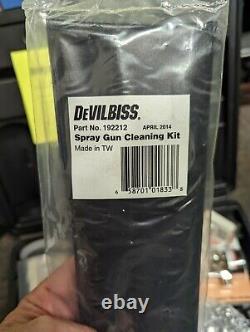 DEVILBISS®
Part No. 192212 APRIL 2014
Spray Gun Cleaning Kit
Made in TW
6 58701 01833 8